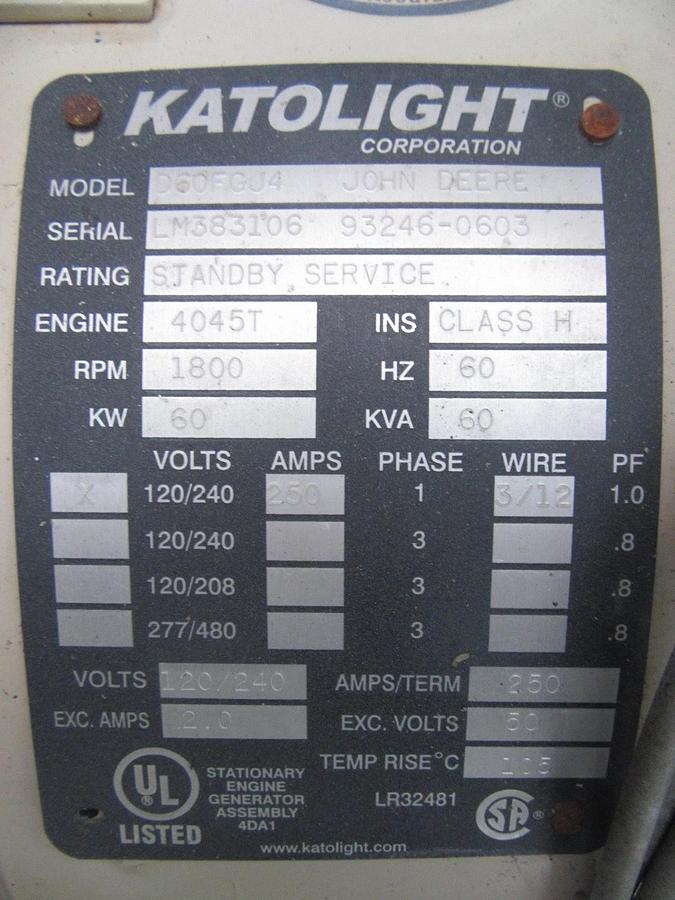 KATOLIGHT®
CORPORATION
MODEL D60FGJ4 JOHN DEERE
SERIAL LM383106 93246-0603
RATING STANDBY SERVICE
ENGINE 4045T INS CLASS H
RPM 1800 HZ 60
KW 60 KVA 60
VOLTS AMPS PHASE WIRE PF
X 120/240 250 1 3/12 1.0
120/240 3 .8
120/208 3 .8
277/480 3 .8
VOLTS 120/240 AMPS/TERM 250
EXC. AMPS 2.0 EXC. VOLTS 50
TEMP RISE °C 105
UL®
LISTED
STATIONARY
ENGINE
GENERATOR
ASSEMBLY
4DA1
LR32481
SA®
www.katolight.com